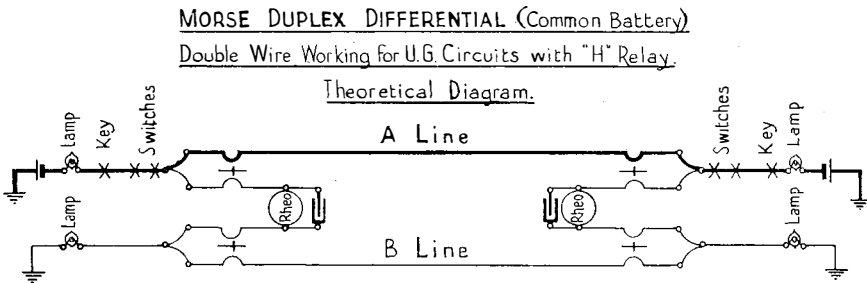 MORSE DUPLEX DIFFERENTIAL (Common Battery)
Double Wire Working for U.G. Circuits with "H" Relay.
Theoretical Diagram.
Lamp
Key
Switches
A Line
Switches
Key
Lamp
Rheo
Rheo
Lamp
B Line
Lamp